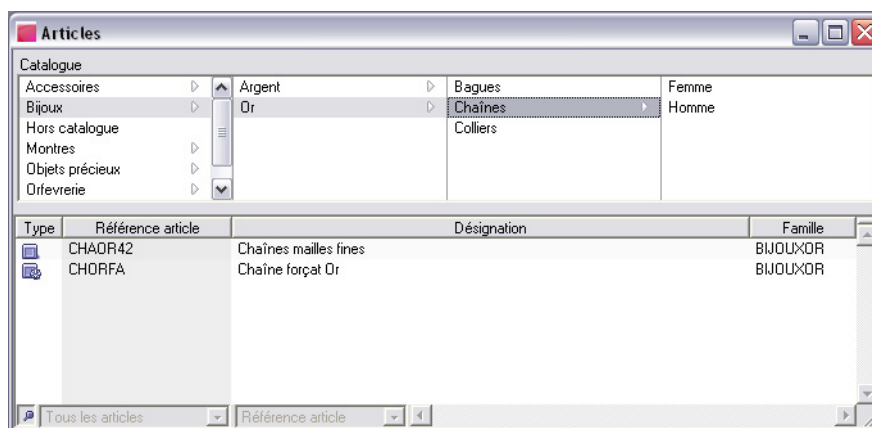 Articles
Catalogue
Accessoires Argent Bagues Femme
Bijoux Or Chaînes Homme
Hors catalogue Colliers
Montres
Objets précieux
Orfevrerie
Type Référence article Désignation Famille
CHAOR42 Chaînes mailles fines BIJOUXOR
CHORFA Chaîne forçat Or BIJOUXOR
Tous les articles Référence article